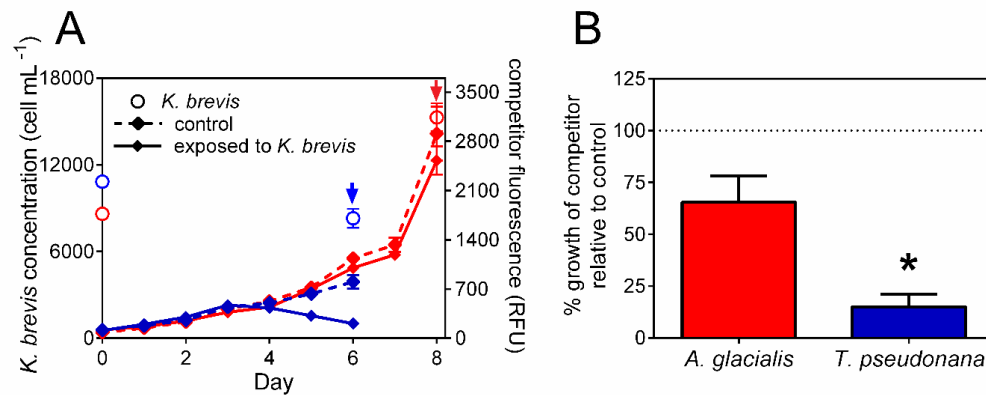 A
K. brevis concentration (cell mL -1)
18000
12000
6000
0
K. brevis
control
exposed to K. brevis
3500
2800
2100
1400
700
0
competitor fluorescence (RFU)
0 2 4 6 8
Day
B
% growth of competitor
relative to control
125
100
75
50
25
0
*
A. glacialis T. pseudonana